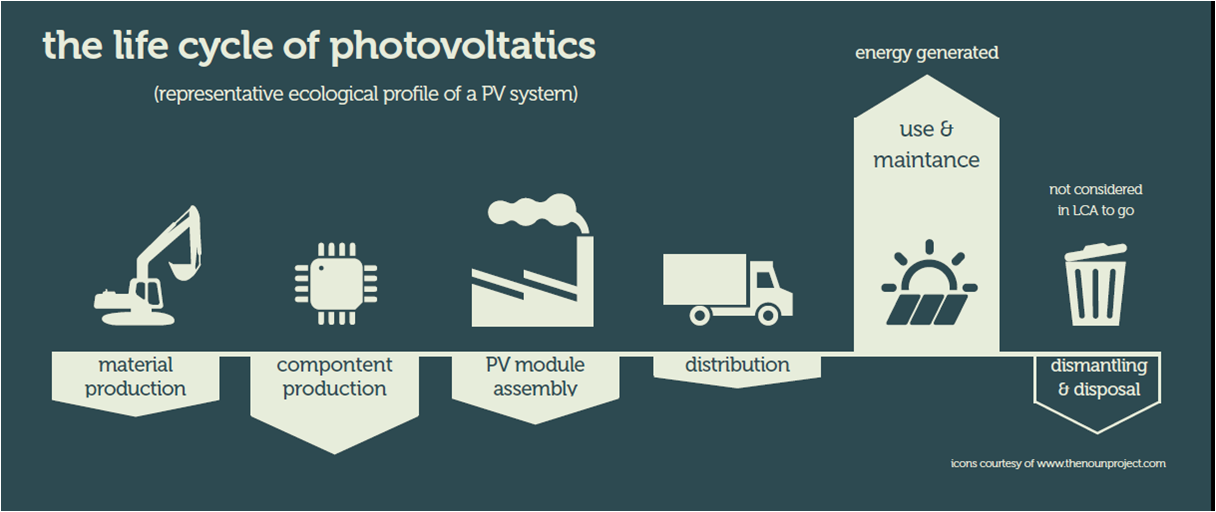 the life cycle of photovoltatics
(representative ecological profile of a PV system)
energy generated
use &
maintance
not considered
in LCA to go
material
production
compontent
production
PV module
assembly
distribution
dismantling
& disposal
icons courtesy of www.thenounproject.com